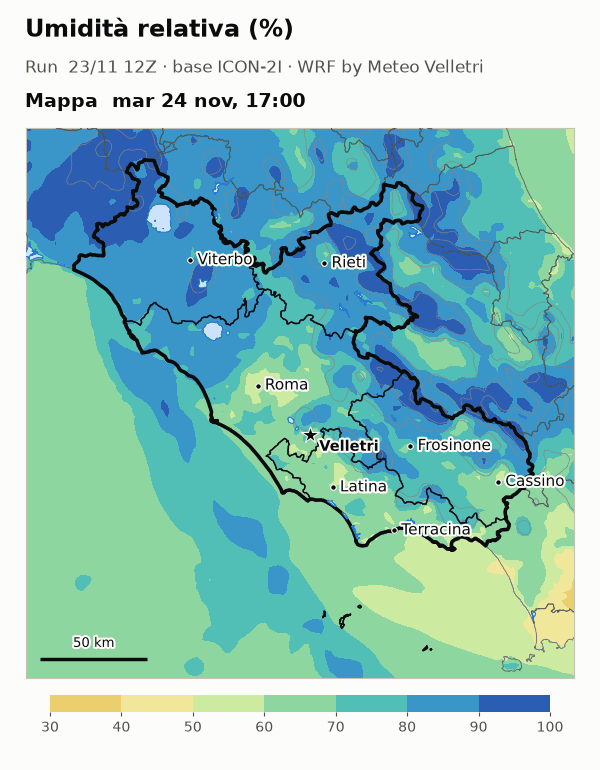 Umidità relativa (%)
Run  23/11 12Z · base ICON-2I · WRF by Meteo Velletri
Mappa  mar 24 nov, 17:00
Viterbo
Rieti
Roma
Velletri
Frosinone
Latina
Cassino
Terracina
50 km
30 40 50 60 70 80 90 100